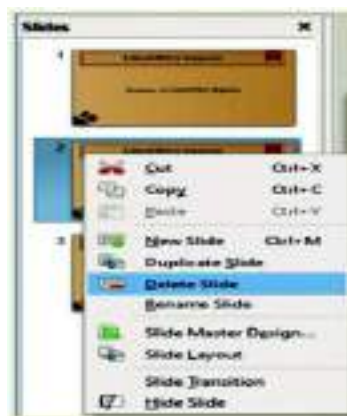 Slides
1
2
Cut Ctrl+X
Copy Ctrl+C
Paste Ctrl+V
3
New Slide Ctrl+M
Duplicate Slide
Delete Slide
Rename Slide
Slide Master Design...
Slide Layout
Slide Transition
Hide Slide